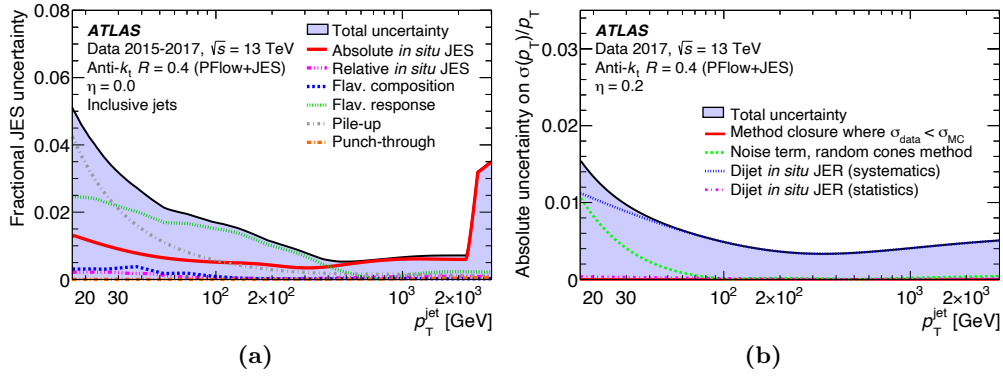 ATLAS
Data 2015-2017, √s = 13 TeV
Anti-kt R = 0.4 (PFlow+JES)
η = 0.0
Inclusive jets
Total uncertainty
Absolute in situ JES
Relative in situ JES
Flav. composition
Flav. response
Pile-up
Punch-through
Fractional JES uncertainty
0.08
0.06
0.04
0.02
0
20 30 10² 2×10² 10³ 2×10³
pTjet [GeV]
(a)
ATLAS
Data 2017, √s = 13 TeV
Anti-kt R = 0.4 (PFlow+JES)
η = 0.2
Total uncertainty
Method closure where σdata < σMC
Noise term, random cones method
Dijet in situ JER (systematics)
Dijet in situ JER (statistics)
Absolute uncertainty on σ(pT)/pT
0.03
0.02
0.01
0
20 30 10² 2×10² 10³ 2×10³
pTjet [GeV]
(b)